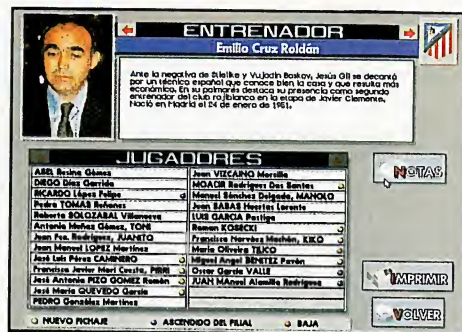 ENTRENADOR
Emilio Cruz Roldán
Ante la negativa de Stielike y Vujadin Boskov, Jesús Gil se decantó
por un técnico español que conoce bien la casa y que resulta más
económico. En su palmarés destaca su presencia como segundo
entrenador del club rojiblanco en la etapa de Javier Clemente.
Nació en Madrid el 24 de enero de 1951.
JUGADORES
ABEL Resino Gómez
DIEGO Díaz Garrido
RICARDO López Felipe
Pedro TOMAS Reñones
Roberto SOLOZABAL Villanueva
Antonio Muñoz Gómez, TONI
Juan Fco. Rodríguez, JUANITO
Juan Manuel LOPEZ Martínez
José Luis Pérez CAMINERO
Francisco Javier Mori Cuesta, PIRRI
José Antonio PIZO GOMEZ Román
José María QUEVEDO García
PEDRO González Martínez
Juan VIZCAINO Morcillo
MOACIR Rodrigues Dos Santos
Manuel Sánchez Delgado, MANOLO
Juan SABAS Huertas Lorente
LUIS GARCIA Postigo
Roman KOSECKI
Francisco Narváez Machón, KIKO
Mario Oliveira TILICO
Miguel Angel BENITEZ Pavón
Oscar García VALLE
JUAN MAnuel Alamillo Rodríguez
NUEVO FICHAJE
ASCENDIDO DEL FILIAL
BAJA
NOTAS
IMPRIMIR
VOLVER